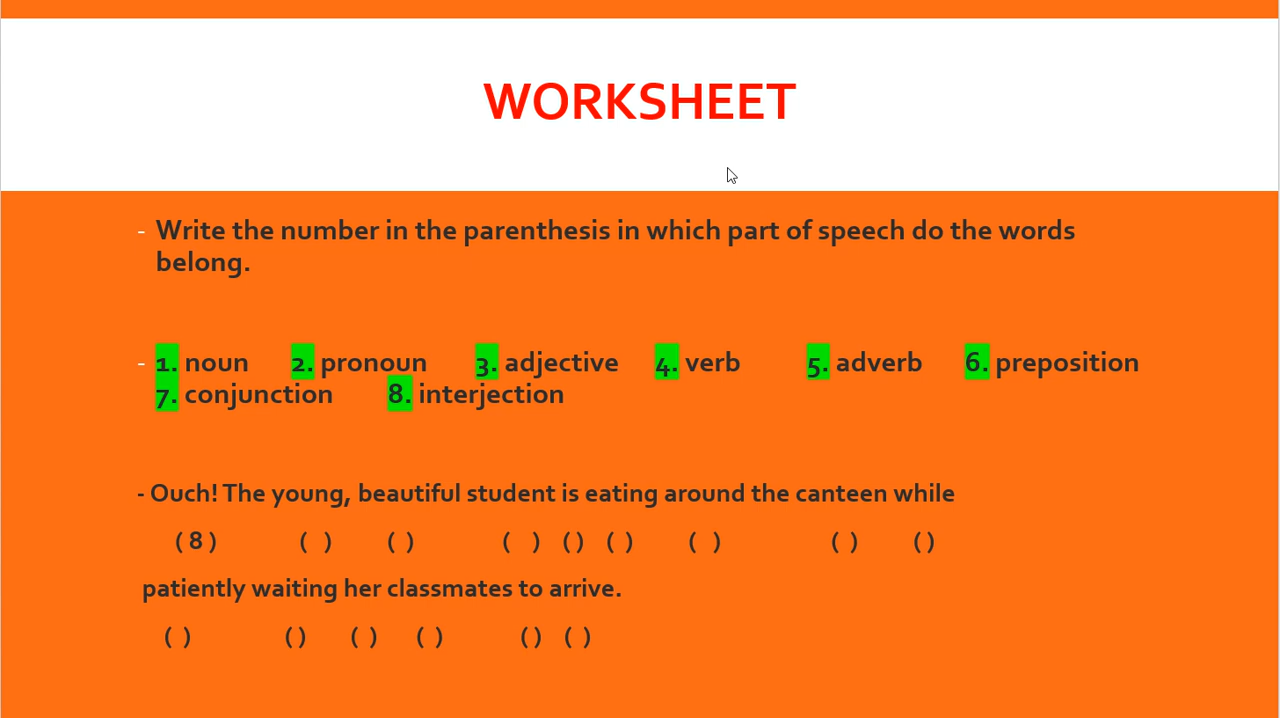 WORKSHEET
- Write the number in the parenthesis in which part of speech do the words
belong.
- 1. noun 2. pronoun 3. adjective 4. verb 5. adverb 6. preposition
7. conjunction 8. interjection
- Ouch! The young, beautiful student is eating around the canteen while
( 8 ) ( ) ( ) ( ) ( ) ( ) ( ) ( ) ( )
patiently waiting her classmates to arrive.
( ) ( ) ( ) ( ) ( ) ( )